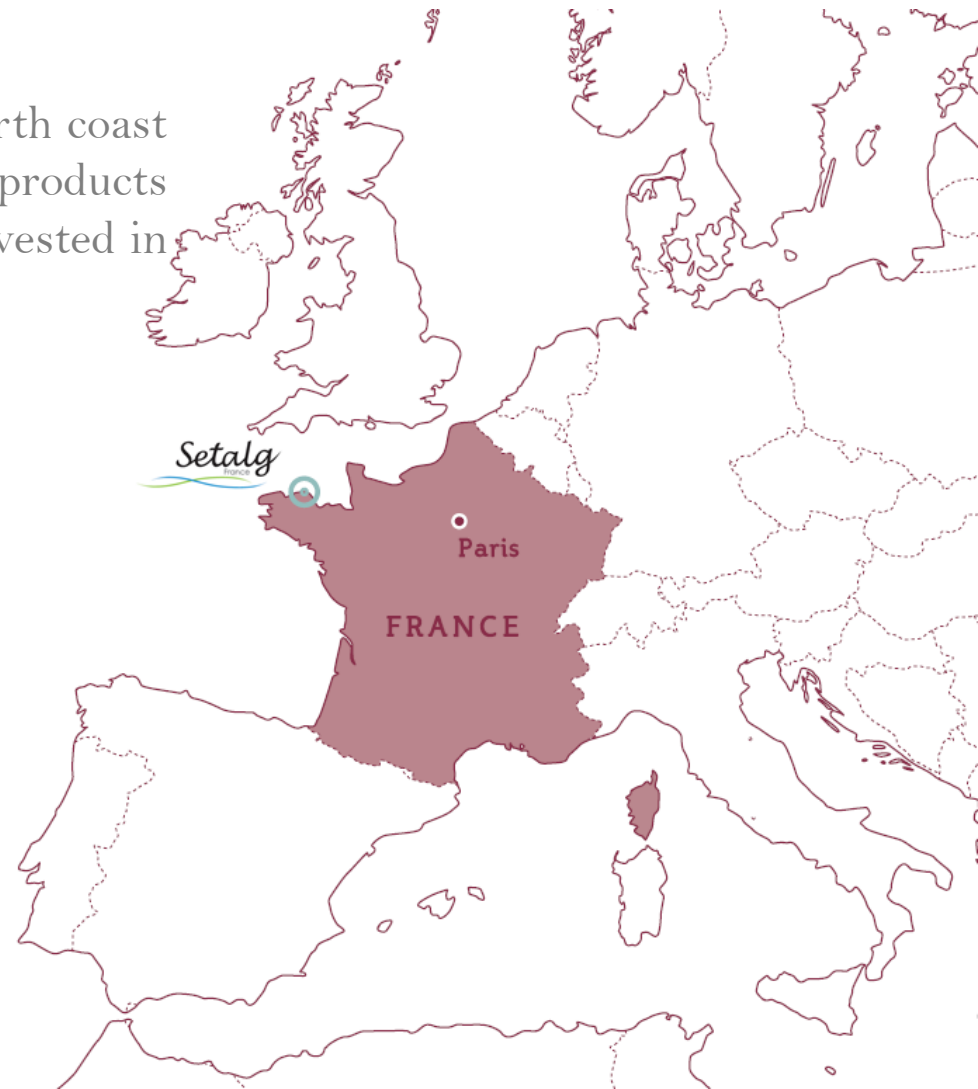 rth coast
products
vested in
Setalg
France
Paris
FRANCE